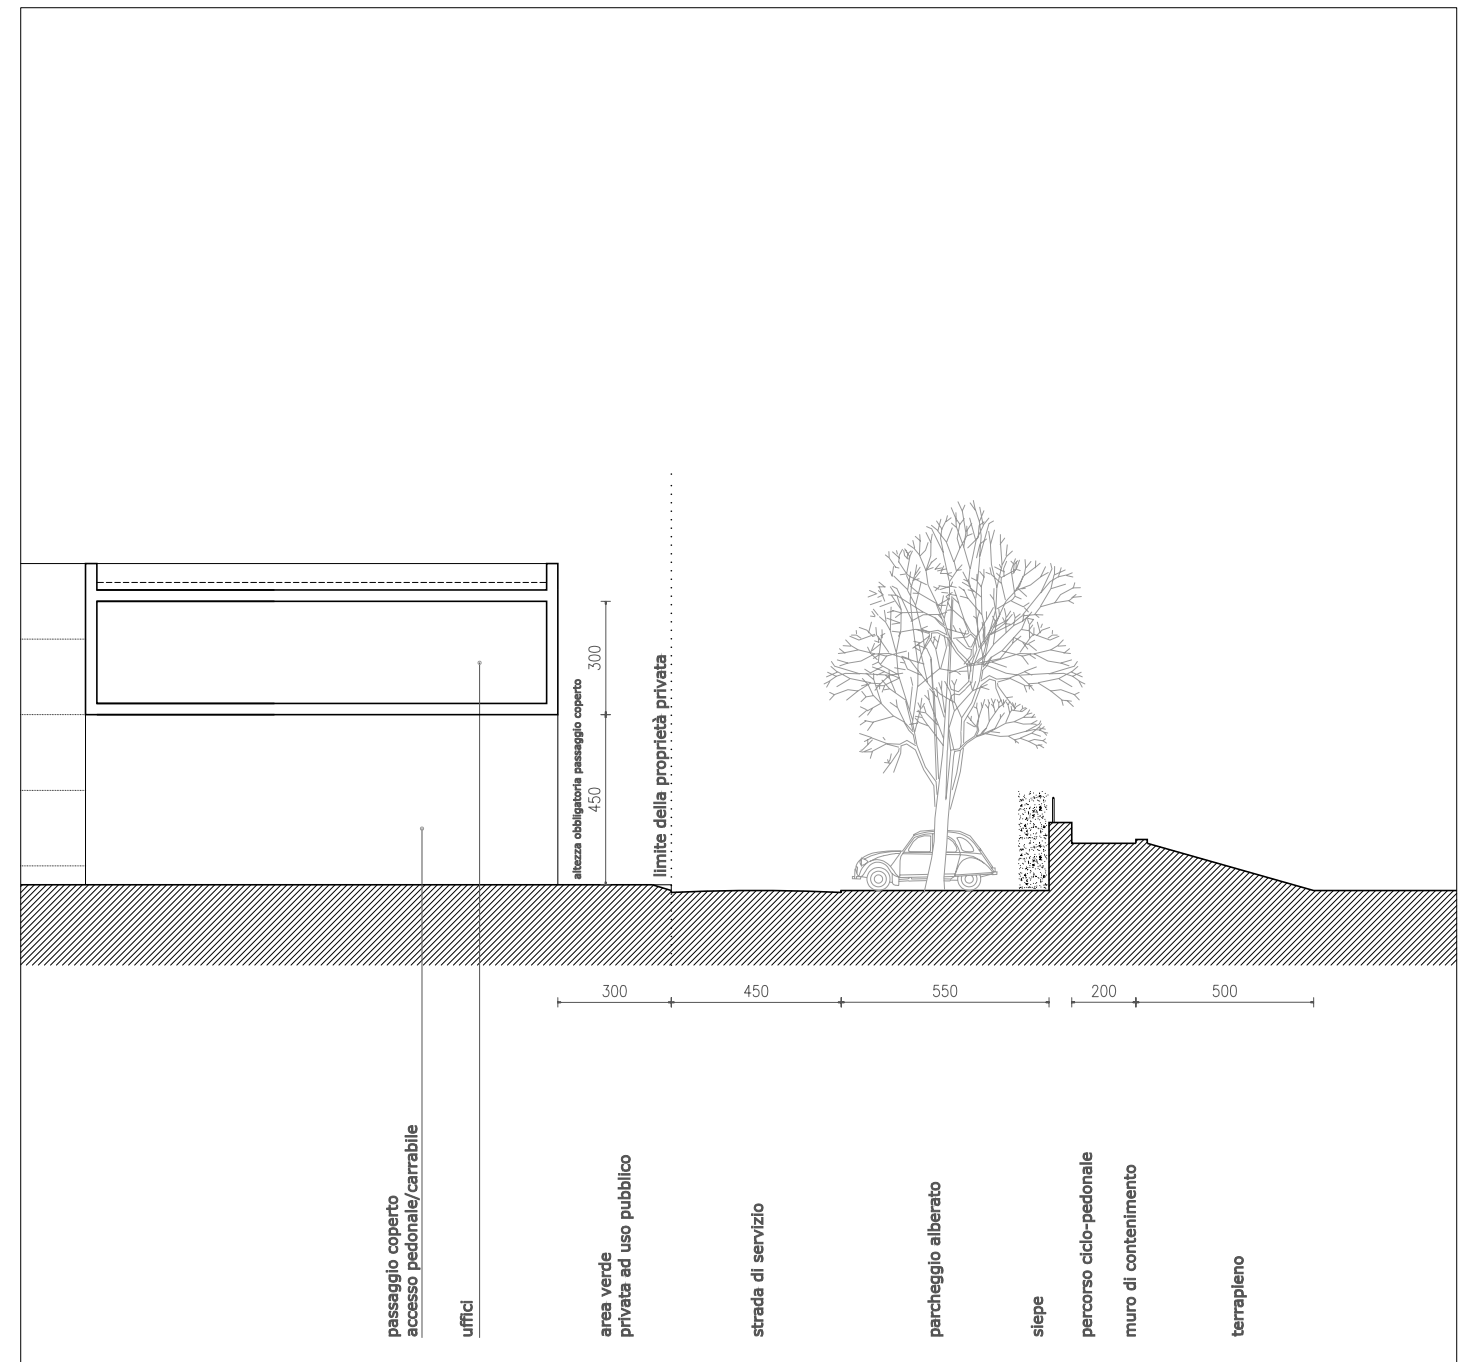 300
450
altezza obbligatoria passaggio coperto
limite della proprietà privata
300
450
550
200
500
passaggio coperto
accesso pedonale/carrabile
uffici
area verde
privata ad uso pubblico
strada di servizio
parcheggio alberato
siepe
percorso ciclo-pedonale
muro di contenimento
terrapieno